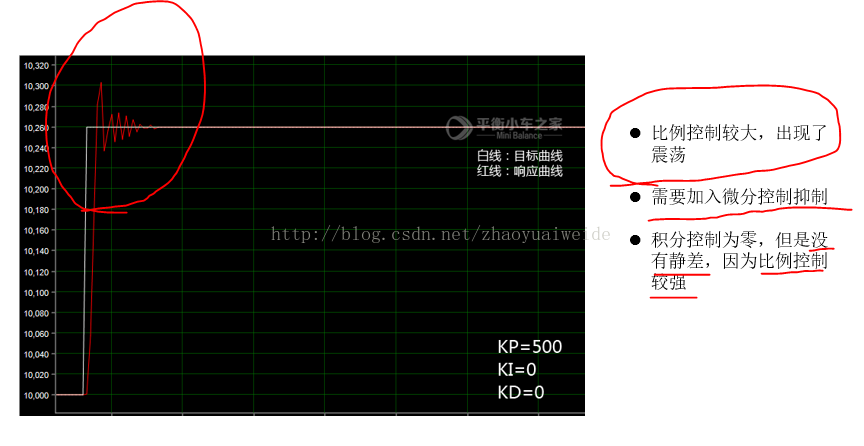 10,320
10,300
10,280
10,260
10,240
10,220
10,200
10,180
10,160
10,140
10,120
10,100
10,080
10,060
10,040
10,020
10,000
平衡小车之家
Mini Balance
白线：目标曲线
红线：响应曲线
http://blog.csdn.net/zhaoyuaiweide
KP=500
KI=0
KD=0
● 比例控制较大，出现了
震荡
● 需要加入微分控制抑制
● 积分控制为零，但是没
有静差，因为比例控制
较强